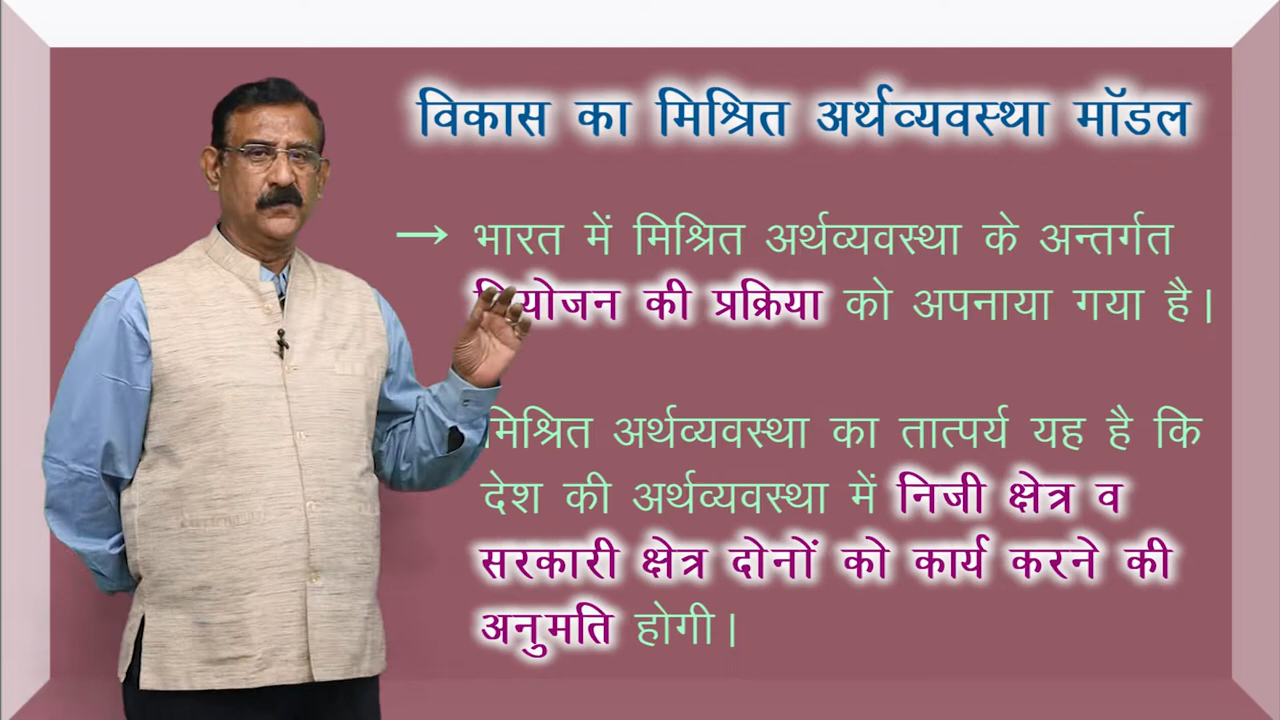 विकास का मिश्रित अर्थव्यवस्था मॉडल
→ भारत में मिश्रित अर्थव्यवस्था के अन्तर्गत
नियोजन की प्रक्रिया को अपनाया गया है।
मिश्रित अर्थव्यवस्था का तात्पर्य यह है कि
देश की अर्थव्यवस्था में निजी क्षेत्र व
सरकारी क्षेत्र दोनों को कार्य करने की
अनुमति होगी।